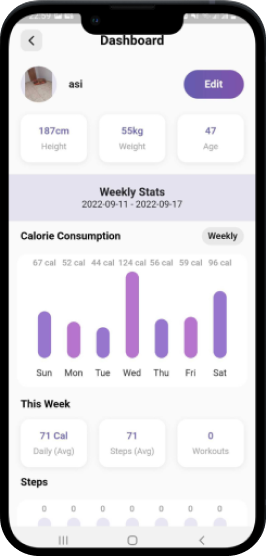 22:59
Dashboard
asi
Edit
187cm 55kg 47
Height Weight Age
Weekly Stats
2022-09-11 - 2022-09-17
Calorie Consumption Weekly
67 cal 52 cal 44 cal 124 cal 56 cal 59 cal 96 cal
Sun Mon Tue Wed Thu Fri Sat
This Week
71 Cal 71 0
Daily (Avg) Steps (Avg) Workouts
Steps
0 0 0 0 0 0 0